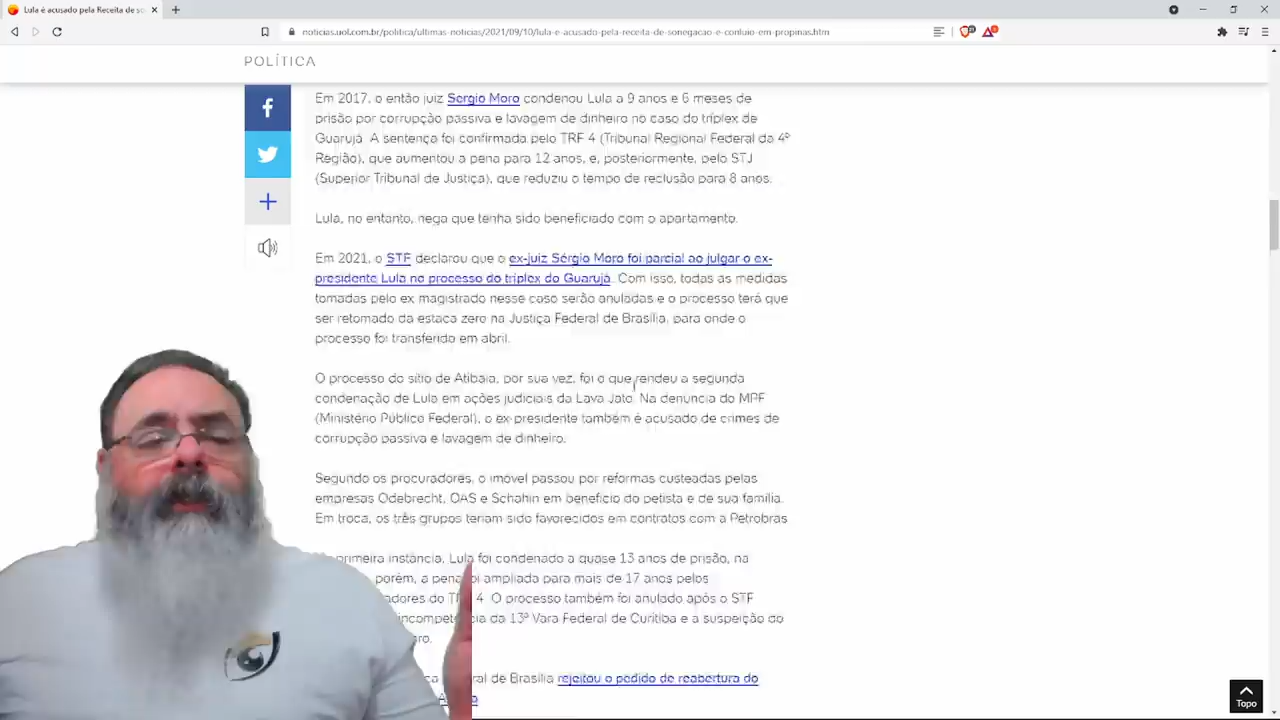 Lula é acusado pela Receita de so
noticias.uol.com.br/politica/ultimas-noticias/2021/09/10/lula-e-acusado-pela-receita-de-sonegacao-e-conluio-em-propinas.htm
POLÍTICA
Em 2017, o então juiz Sergio Moro condenou Lula a 9 anos e 6 meses de
prisão por corrupção passiva e lavagem de dinheiro no caso do tríplex de
Guarujá. A sentença foi confirmada pelo TRF 4 (Tribunal Regional Federal da 4ª
Região), que aumentou a pena para 12 anos, e, posteriormente, pelo STJ
(Superior Tribunal de Justiça), que reduziu o tempo de reclusão para 8 anos.
Lula, no entanto, nega que tenha sido beneficiado com o apartamento.
Em 2021, o STF declarou que o ex-juiz Sérgio Moro foi parcial ao julgar o ex-
presidente Lula no processo do tríplex do Guarujá. Com isso, todas as medidas
tomadas pelo ex magistrado nesse caso serão anuladas e o processo terá que
ser retomado da estaca zero na Justiça Federal de Brasília, para onde o
processo foi transferida em abril.
O processo do sítio de Atibaia, por sua vez, foi o que rendeu a segunda
condenação de Lula em ações judiciais da Lava Jato. Na denúncia do MPF
(Ministério Público Federal), o ex-presidente também é acusado de crimes de
corrupção passiva e lavagem de dinheiro.
Segundo os procuradores, o imóvel passou por reformas custeadas pelas
empresas Odebrecht, OAS e Schahin em benefício do petista e de sua família.
Em troca, os três grupos teriam sido favorecidos em contratos com a Petrobras
primeira instância, Lula foi condenado a quase 13 anos de prisão, na
porém, a pena foi ampliada para mais de 17 anos pelos
adores do TRF 4. O processo também foi anulado após o STF
incompetência da 13ª Vara Federal de Curitiba e a suspeição do
ro.
ral de Brasília rejeitou o pedido de reabertura do
Topo